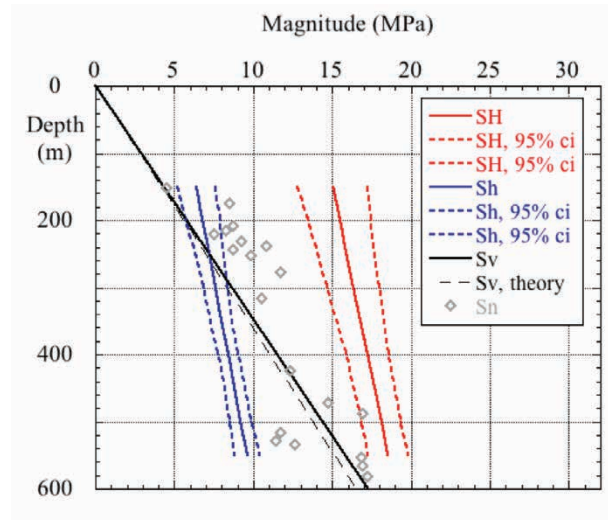 Magnitude (MPa)
0 5 10 15 20 25 30
0
Depth
(m)
200
400
600
SH
SH, 95% ci
SH, 95% ci
Sh
Sh, 95% ci
Sh, 95% ci
Sv
Sv, theory
Sn